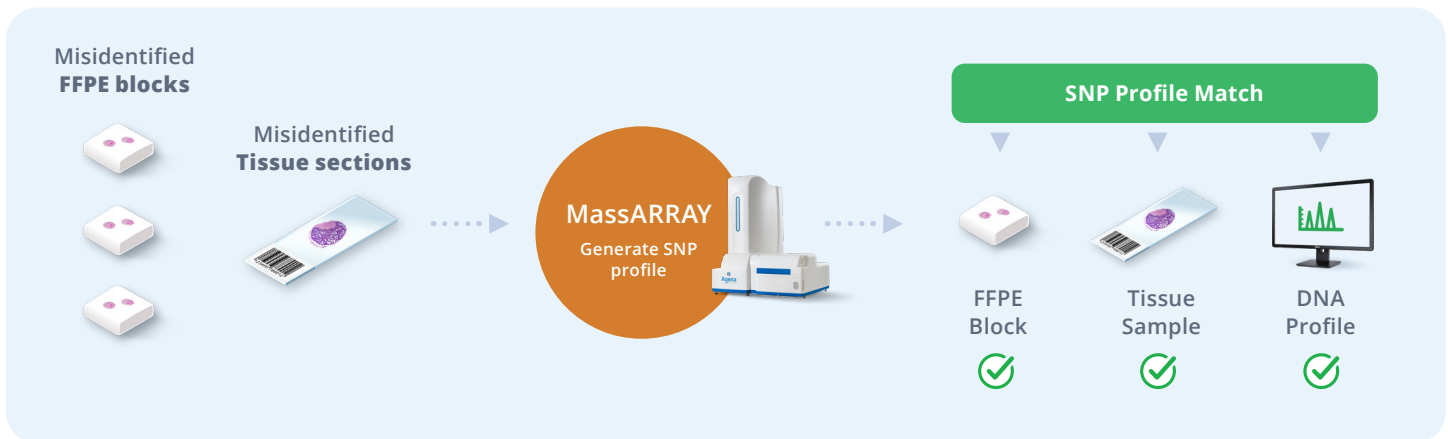 Misidentified
FFPE blocks
Misidentified
Tissue sections
MassARRAY
Generate SNP
profile
Agena
SNP Profile Match
FFPE
Block
Tissue
Sample
DNA
Profile